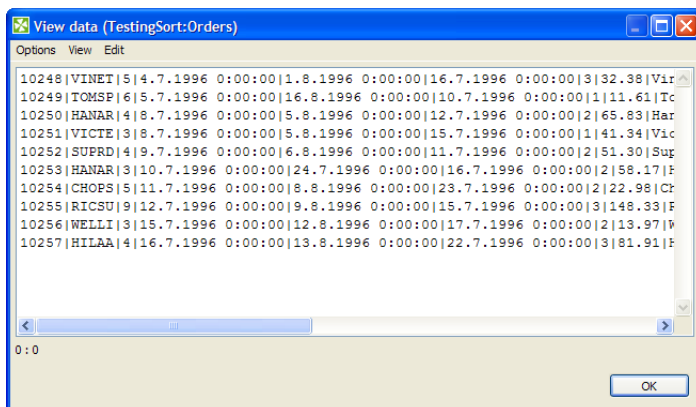 View data (TestingSort:Orders)
Options View Edit
10248|VINET|5|4.7.1996 0:00:00|1.8.1996 0:00:00|16.7.1996 0:00:00|3|32.38|Vin
10249|TOMSP|6|5.7.1996 0:00:00|16.8.1996 0:00:00|10.7.1996 0:00:00|1|11.61|To
10250|HANAR|4|8.7.1996 0:00:00|5.8.1996 0:00:00|12.7.1996 0:00:00|2|65.83|Han
10251|VICTE|3|8.7.1996 0:00:00|5.8.1996 0:00:00|15.7.1996 0:00:00|1|41.34|Vic
10252|SUPRD|4|9.7.1996 0:00:00|6.8.1996 0:00:00|11.7.1996 0:00:00|2|51.30|Sup
10253|HANAR|3|10.7.1996 0:00:00|24.7.1996 0:00:00|16.7.1996 0:00:00|2|58.17|H
10254|CHOPS|5|11.7.1996 0:00:00|8.8.1996 0:00:00|23.7.1996 0:00:00|2|22.98|Ch
10255|RICSU|9|12.7.1996 0:00:00|9.8.1996 0:00:00|15.7.1996 0:00:00|3|148.33|R
10256|WELLI|3|15.7.1996 0:00:00|12.8.1996 0:00:00|17.7.1996 0:00:00|2|13.97|W
10257|HILAA|4|16.7.1996 0:00:00|13.8.1996 0:00:00|22.7.1996 0:00:00|3|81.91|H
0:0
OK